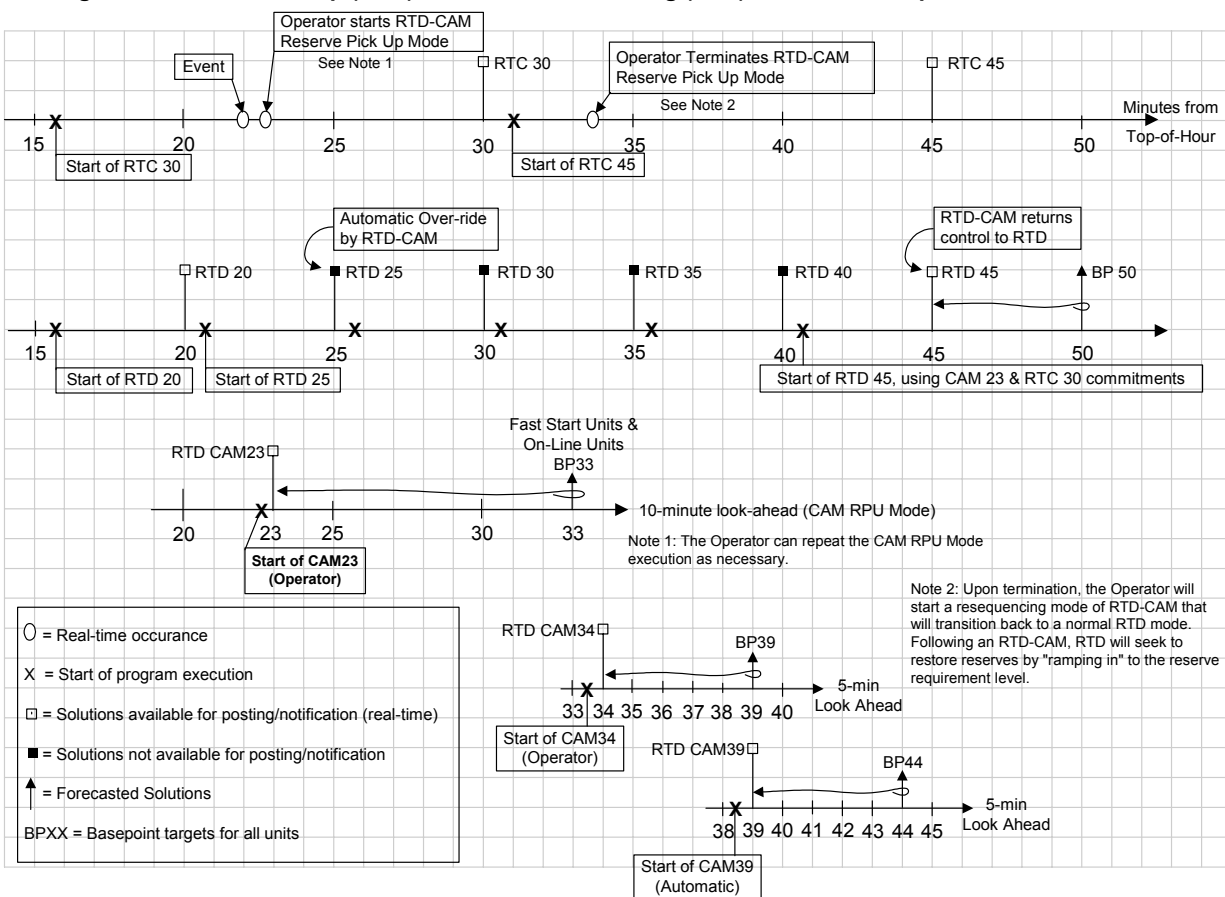 Operator starts RTD-CAM
Reserve Pick Up Mode
Event
See Note 1
RTC 30
Operator Terminates RTD-CAM
Reserve Pick Up Mode
See Note 2
RTC 45
Minutes from
Top-of-Hour
15 20 25 30 35 40 45 50
Start of RTC 30
Start of RTC 45
Automatic Over-ride
by RTD-CAM
RTD-CAM returns
control to RTD
RTD 20
RTD 25
RTD 30
RTD 35
RTD 40
RTD 45
BP 50
X X X X X X
15 20 25 30 35 40 45 50
Start of RTD 20
Start of RTD 25
Start of RTD 45, using CAM 23 & RTC 30 commitments
Fast Start Units &
On-Line Units
RTD CAM23
BP33
X
20 23 25 30 33
10-minute look-ahead (CAM RPU Mode)
Start of CAM23
(Operator)
Note 1: The Operator can repeat the CAM RPU Mode
execution as necessary.
Note 2: Upon termination, the Operator will
start a resequencing mode of RTD-CAM that
will transition back to a normal RTD mode.
Following an RTD-CAM, RTD will seek to
restore reserves by "ramping in" to the reserve
requirement level.
RTD CAM34
BP39
X
33 34 35 36 37 38 39 40
5-min
Look Ahead
Start of CAM34
(Operator)
RTD CAM39
BP44
X
38 39 40 41 42 43 44 45
5-min
Look Ahead
Start of CAM39
(Automatic)
= Real-time occurance
X = Start of program execution
= Solutions available for posting/notification (real-time)
= Solutions not available for posting/notification
= Forecasted Solutions
BPXX = Basepoint targets for all units